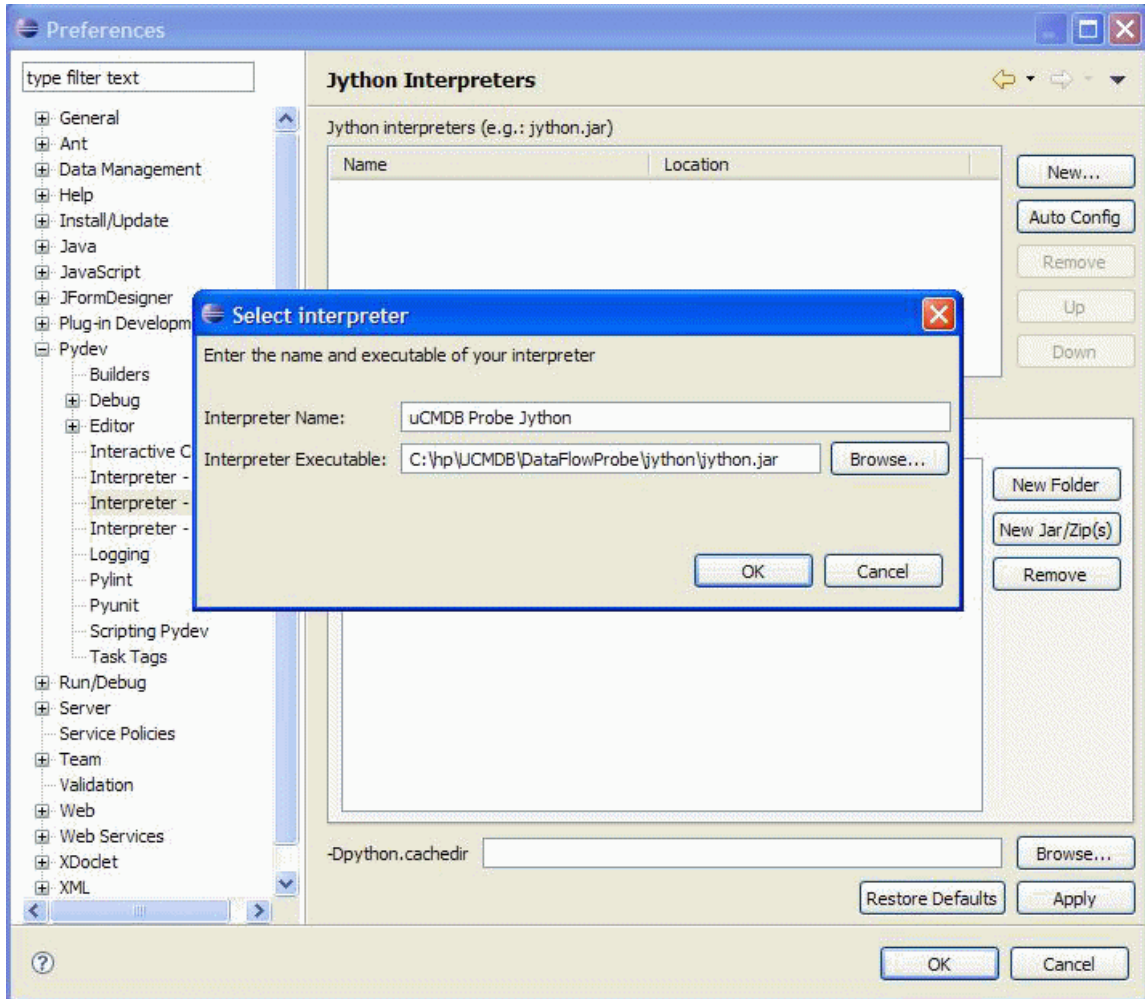 Preferences
type filter text
General
Ant
Data Management
Help
Install/Update
Java
JavaScript
JFormDesigner
Plug-in Developm
Pydev
Builders
Debug
Editor
Interactive C
Interpreter -
Interpreter -
Interpreter -
Logging
Pylint
Pyunit
Scripting Pydev
Task Tags
Run/Debug
Server
Service Policies
Team
Validation
Web
Web Services
XDoclet
XML
Jython Interpreters
Jython interpreters (e.g.: jython.jar)
Name Location
New...
Auto Config
Remove
Up
Down
Select interpreter
Enter the name and executable of your interpreter
Interpreter Name: uCMDB Probe Jython
Interpreter Executable: C:\hp\UCMDB\DataFlowProbe\jython\jython.jar Browse...
OK Cancel
New Folder
New Jar/Zip(s)
Remove
-Dpython.cachedir Browse...
Restore Defaults Apply
? OK Cancel